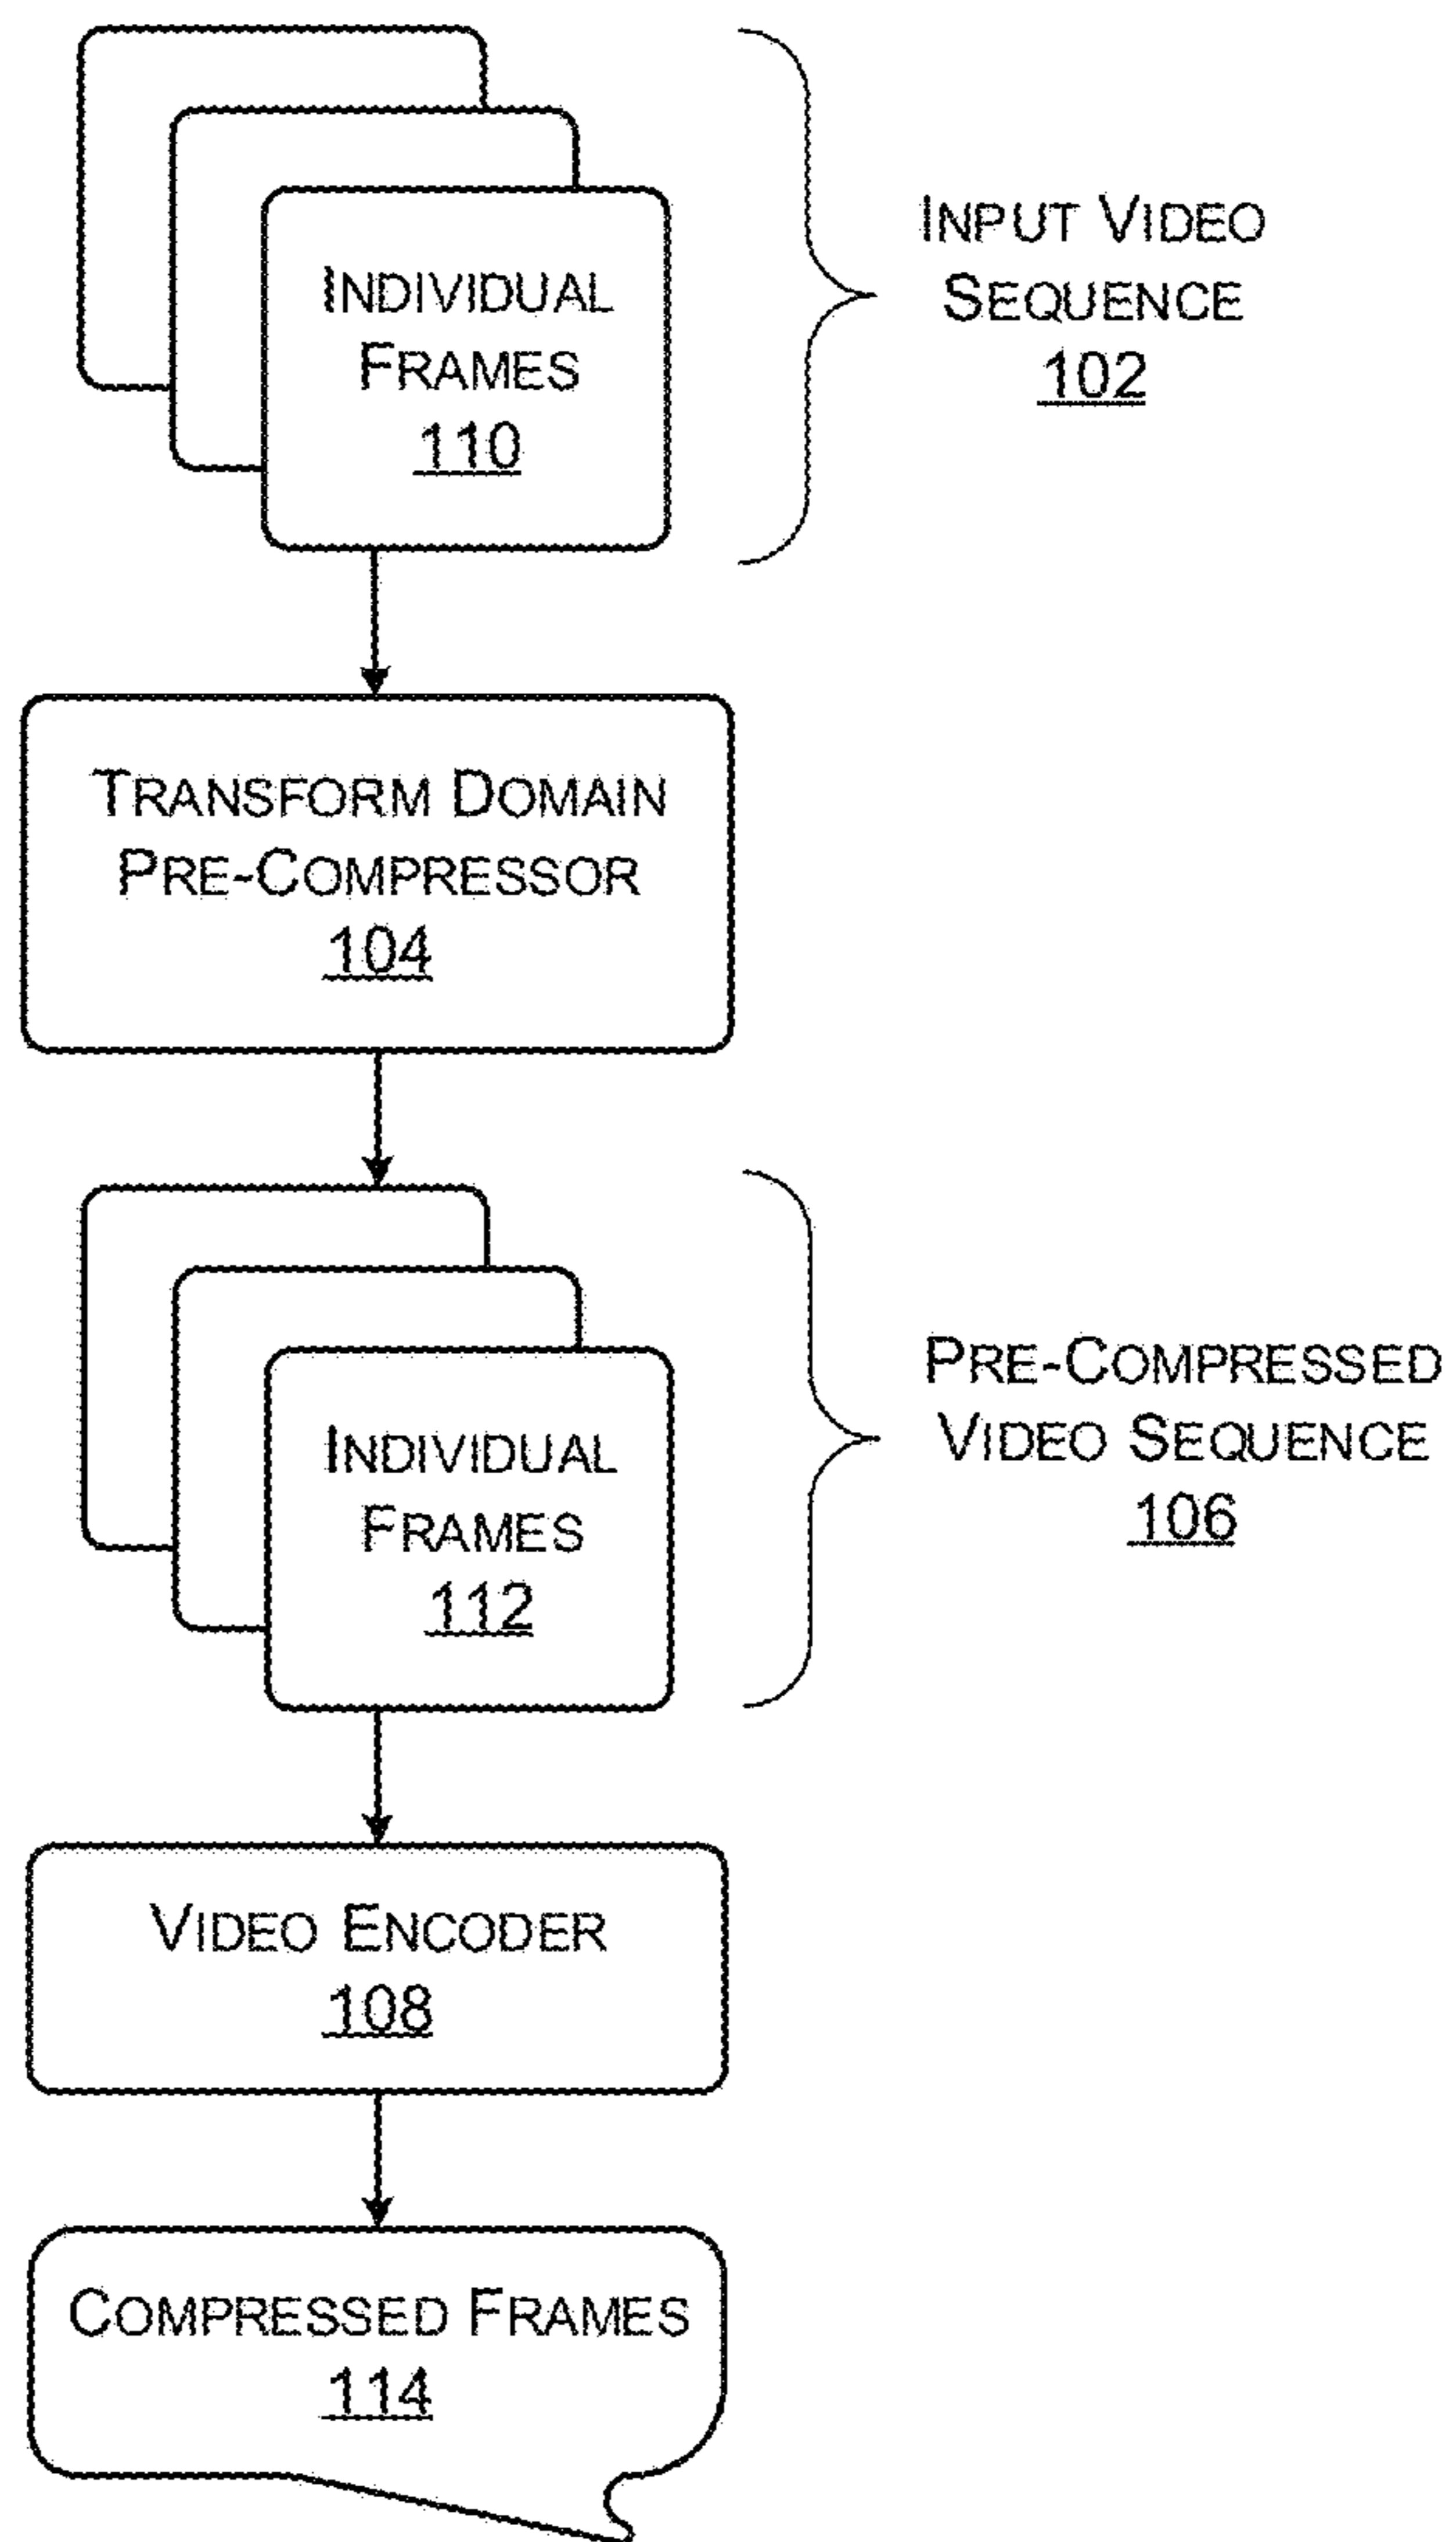 INDIVIDUAL
FRAMES
110
INPUT VIDEO
SEQUENCE
102
TRANSFORM DOMAIN
PRE-COMPRESSOR
104
INDIVIDUAL
FRAMES
112
PRE-COMPRESSED
VIDEO SEQUENCE
106
VIDEO ENCODER
108
COMPRESSED FRAMES
114